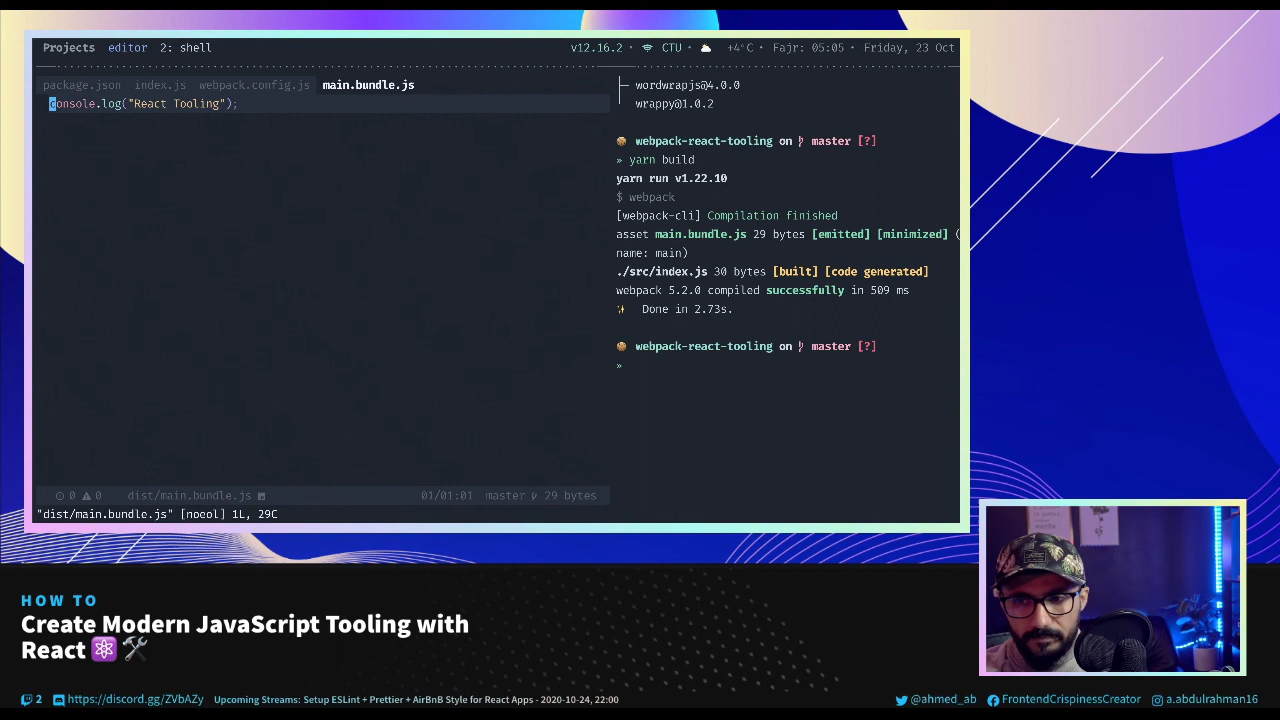 Projects editor 2: shell
v12.16.2 · CTU · +4°C · Fajr: 05:05 · Friday, 23 Oct
package.json index.js webpack.config.js main.bundle.js
console.log("React Tooling");
0 0 dist/main.bundle.js 01/01:01 master 29 bytes
"dist/main.bundle.js" [noeol] 1L, 29C
wordwrapjs@4.0.0
wrappy@1.0.2
webpack-react-tooling on master [?]
» yarn build
yarn run v1.22.10
$ webpack
[webpack-cli] Compilation finished
asset main.bundle.js 29 bytes [emitted] [minimized] (
name: main)
./src/index.js 30 bytes [built] [code generated]
webpack 5.2.0 compiled successfully in 509 ms
✨ Done in 2.73s.
webpack-react-tooling on master [?]
»
HOW TO
Create Modern JavaScript Tooling with
React ⚛️ 🛠️
2 https://discord.gg/ZVbAZy Upcoming Streams: Setup ESLint + Prettier + AirBnB Style for React Apps - 2020-10-24, 22:00 @ahmed_ab FrontendCrispinessCreator a.abdulrahman16